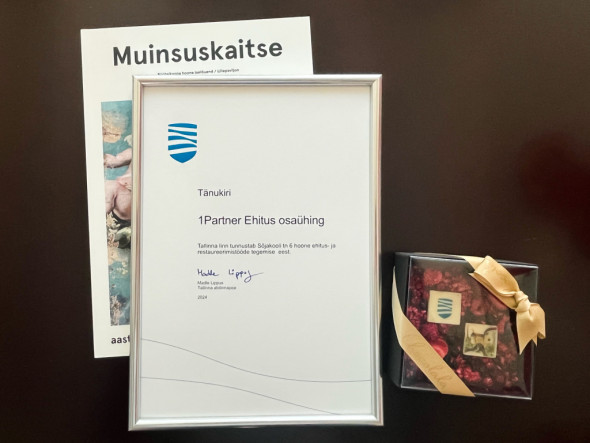 Muinsuskaitse
Tänukiri
1Partner Ehitus osaühing
Tallinna linn tunnustab Sõjakooli tn 6 hoone ehitus- ja
restaureerimistööde tegemise eest.
Madle Lippus
Tallinna abilinnapea
2024
aast